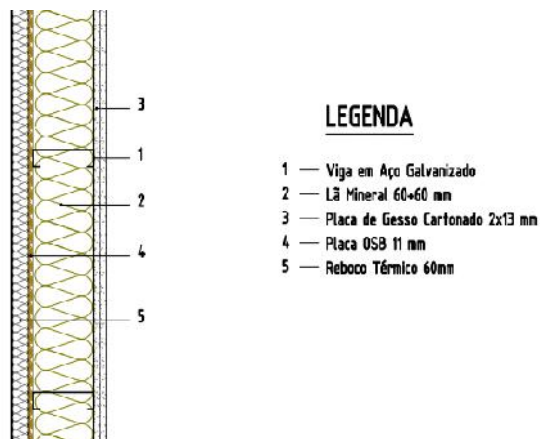 3
1
2
4
5
LEGENDA
1 — Viga em Aço Galvanizado
2 — Lã Mineral 60+60 mm
3 — Placa de Gesso Cartonado 2x13 mm
4 — Placa OSB 11 mm
5 — Reboco Térmico 60mm